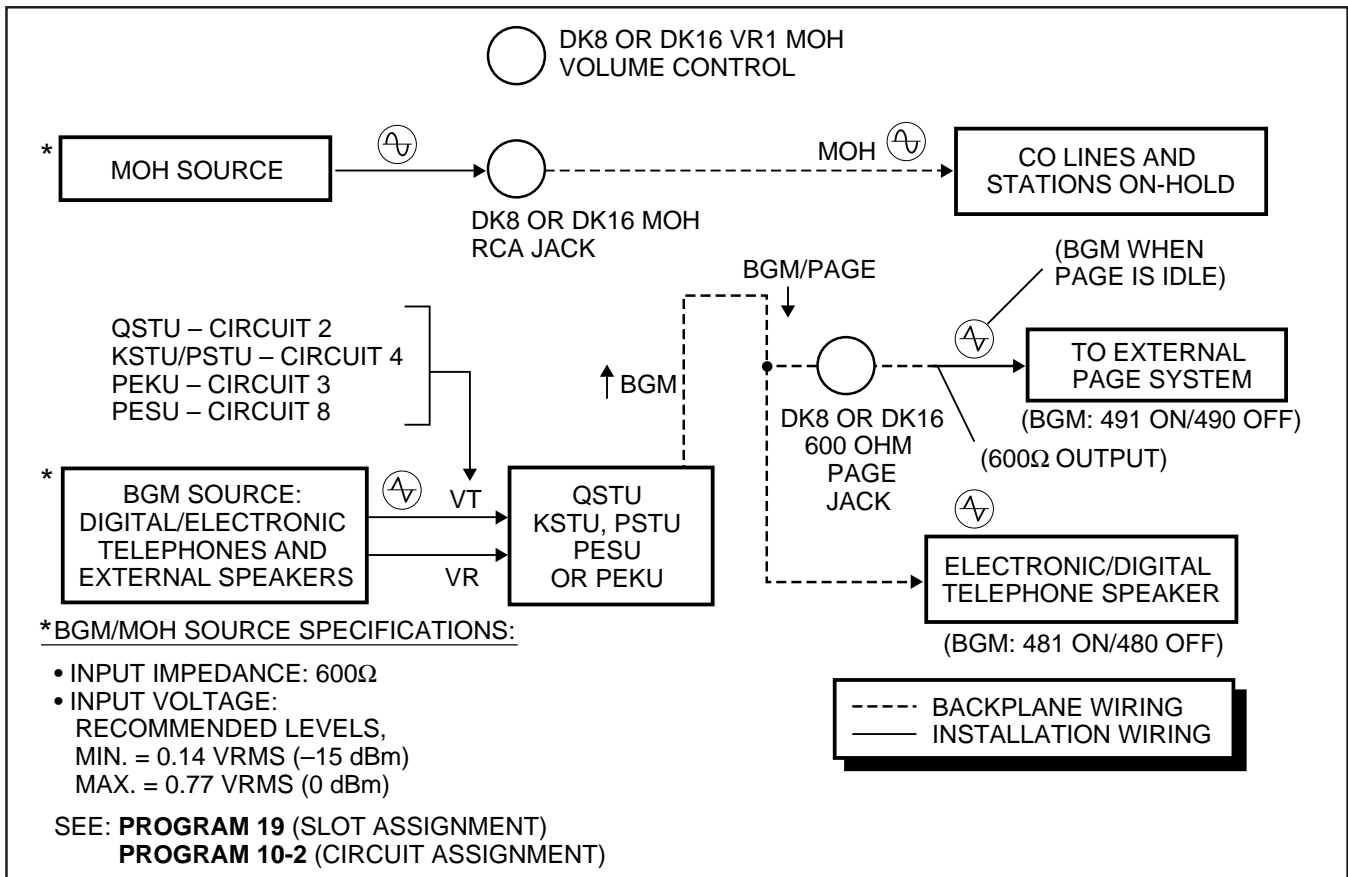 DK8 OR DK16 VR1 MOH
VOLUME CONTROL
*
MOH SOURCE
DK8 OR DK16 MOH
RCA JACK
MOH
CO LINES AND
STATIONS ON-HOLD
QSTU – CIRCUIT 2
KSTU/PSTU – CIRCUIT 4
PEKU – CIRCUIT 3
PESU – CIRCUIT 8
BGM
BGM/PAGE
(BGM WHEN
PAGE IS IDLE)
TO EXTERNAL
PAGE SYSTEM
(BGM: 491 ON/490 OFF)
DK8 OR DK16
600 OHM
PAGE
JACK
(600Ω OUTPUT)
*
BGM SOURCE:
DIGITAL/ELECTRONIC
TELEPHONES AND
EXTERNAL SPEAKERS
VT
VR
QSTU
KSTU, PSTU
PESU
OR PEKU
ELECTRONIC/DIGITAL
TELEPHONE SPEAKER
(BGM: 481 ON/480 OFF)
*BGM/MOH SOURCE SPECIFICATIONS:
• INPUT IMPEDANCE: 600Ω
• INPUT VOLTAGE:
RECOMMENDED LEVELS,
MIN. = 0.14 VRMS (–15 dBm)
MAX. = 0.77 VRMS (0 dBm)
SEE: PROGRAM 19 (SLOT ASSIGNMENT)
PROGRAM 10-2 (CIRCUIT ASSIGNMENT)
BACKPLANE WIRING
INSTALLATION WIRING